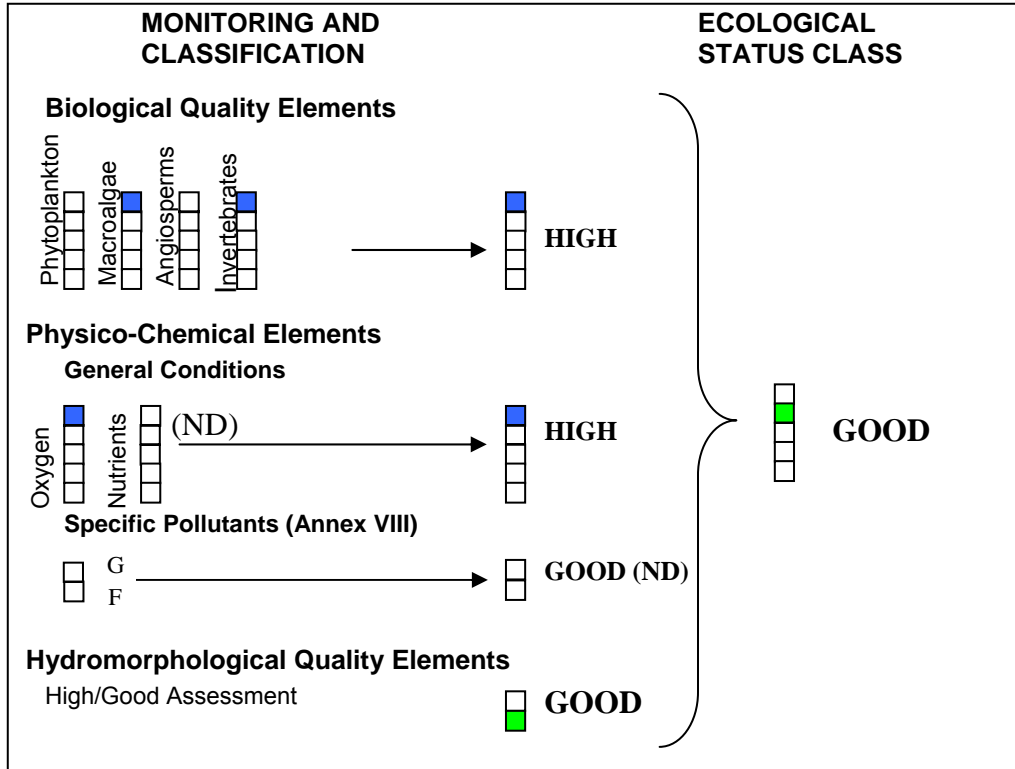 MONITORING AND
CLASSIFICATION
ECOLOGICAL
STATUS CLASS
Biological Quality Elements
Phytoplankton
Macroalgae
Angiosperms
Invertebrates
HIGH
Physico-Chemical Elements
General Conditions
Oxygen
Nutrients
(ND)
HIGH
GOOD
Specific Pollutants (Annex VIII)
G
F
GOOD (ND)
Hydromorphological Quality Elements
High/Good Assessment
GOOD